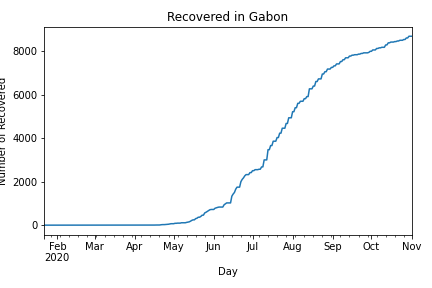 Recovered in Gabon
Number of Recovered
8000
6000
4000
2000
0
Feb Mar Apr May Jun Jul Aug Sep Oct Nov
2020
Day